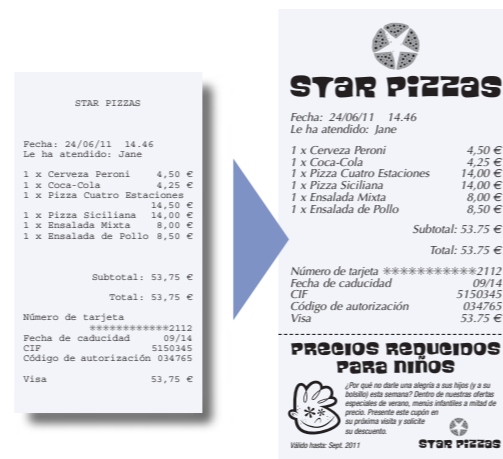 STAR PIZZAS
Fecha: 24/06/11 14.46
Le ha atendido: Jane
1 x Cerveza Peroni 4,50 €
1 x Coca-Cola 4,25 €
1 x Pizza Cuatro Estaciones
14,50 €
1 x Pizza Siciliana 14,00 €
1 x Ensalada Mixta 8,00 €
1 x Ensalada de Pollo 8,50 €
Subtotal: 53,75 €
Total: 53,75 €
Número de tarjeta
************2112
Fecha de caducidad 09/14
CIF 5150345
Código de autorización 034765
Visa 53,75 €
STAR PIZZAS
Fecha: 24/06/11 14.46
Le ha atendido: Jane
1 x Cerveza Peroni 4,50 €
1 x Coca-Cola 4,25 €
1 x Pizza Cuatro Estaciones 14,00 €
1 x Pizza Siciliana 14,00 €
1 x Ensalada Mixta 8,00 €
1 x Ensalada de Pollo 8,50 €
Subtotal: 53.75 €
Total: 53.75 €
Número de tarjeta ************2112
Fecha de caducidad 09/14
CIF 5150345
Código de autorización 034765
Visa 53.75 €
PRECIOS REDUCIDOS
PARA NIÑOS
¿Por qué no darle una alegría a sus hijos (y a su
bolsillo) esta semana? Dentro de nuestras ofertas
especiales de verano, menús infantiles a mitad de
precio. Presente este cupón en
su próxima visita y solicite
su descuento.
Válido hasta: Sept. 2011
STAR PIZZAS